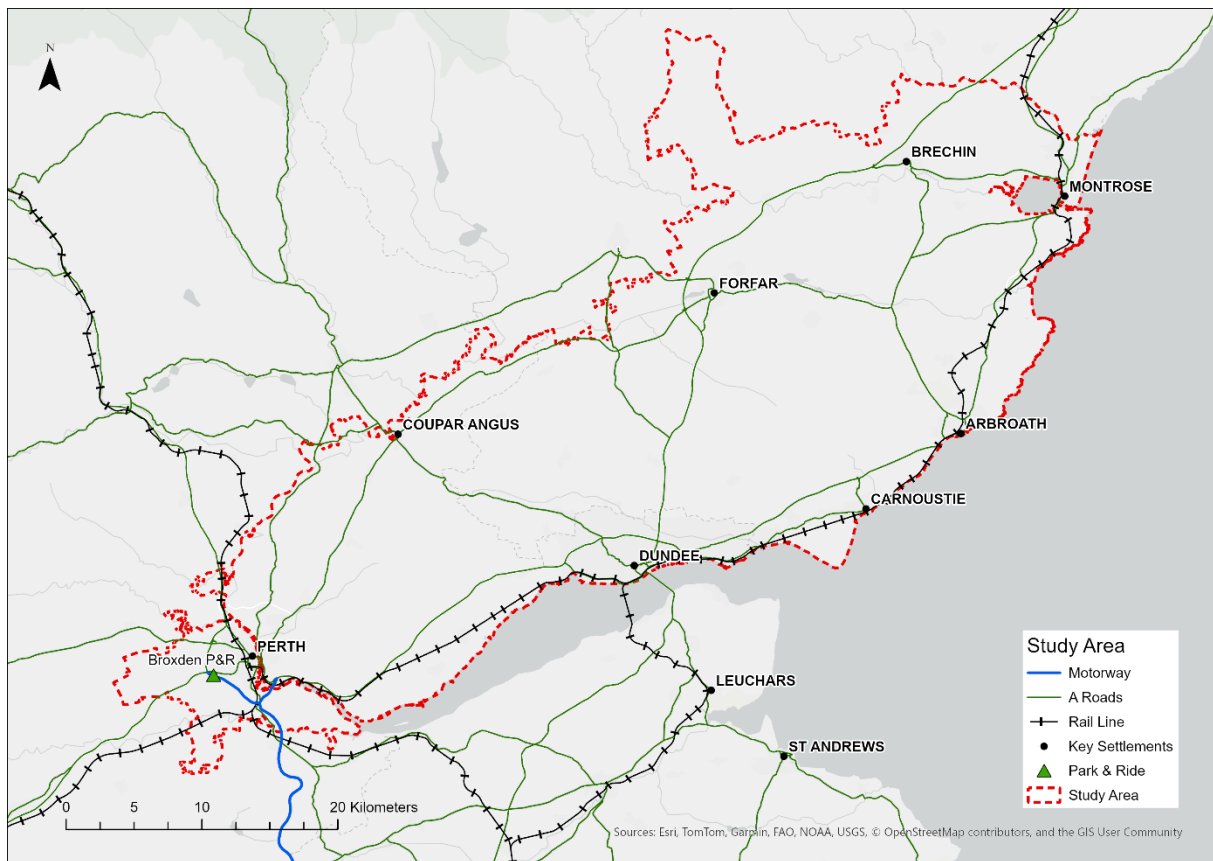 N
BRECHIN
MONTROSE
FORFAR
COUPAR ANGUS
ARBROATH
CARNOUSTIE
DUNDEE
PERTH
Broxden P&R
LEUCHARS
ST ANDREWS
Study Area
Motorway
A Roads
Rail Line
Key Settlements
Park & Ride
Study Area
0 5 10 20 Kilometers
Sources: Esri, TomTom, Garmin, FAO, NOAA, USGS, © OpenStreetMap contributors, and the GIS User Community